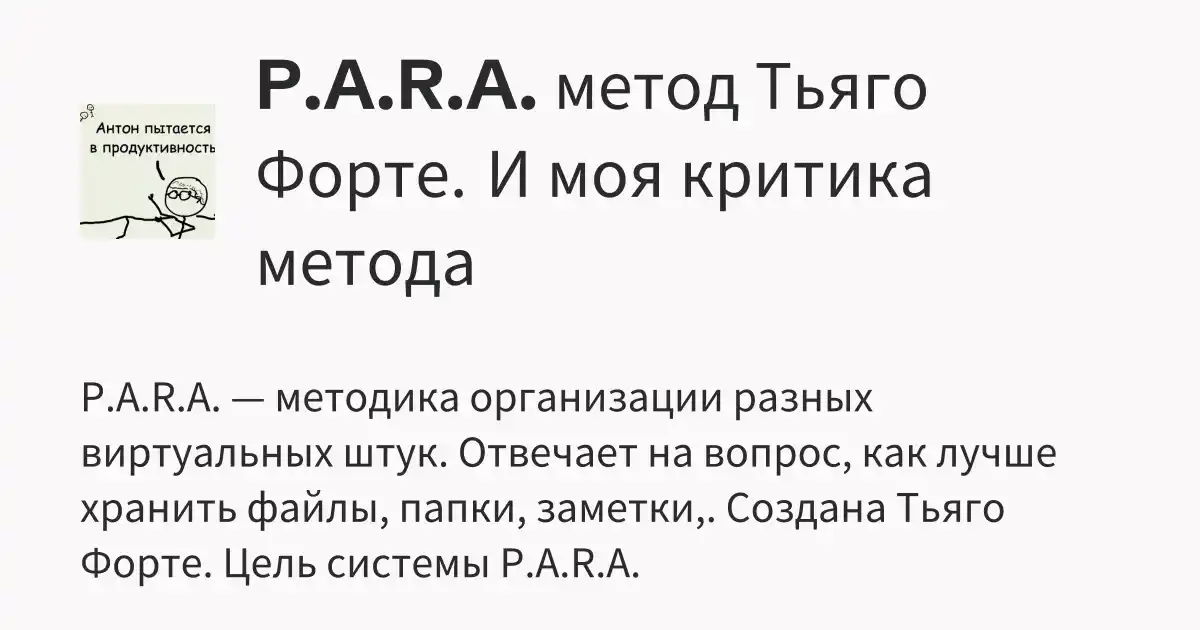 P.A.R.A. метод Тьяго
Форте. И моя критика
метода
Антон пытается
в продуктивность
P.A.R.A. — методика организации разных
виртуальных штук. Отвечает на вопрос, как лучше
хранить файлы, папки, заметки,. Создана Тьяго
Форте. Цель системы P.A.R.A.